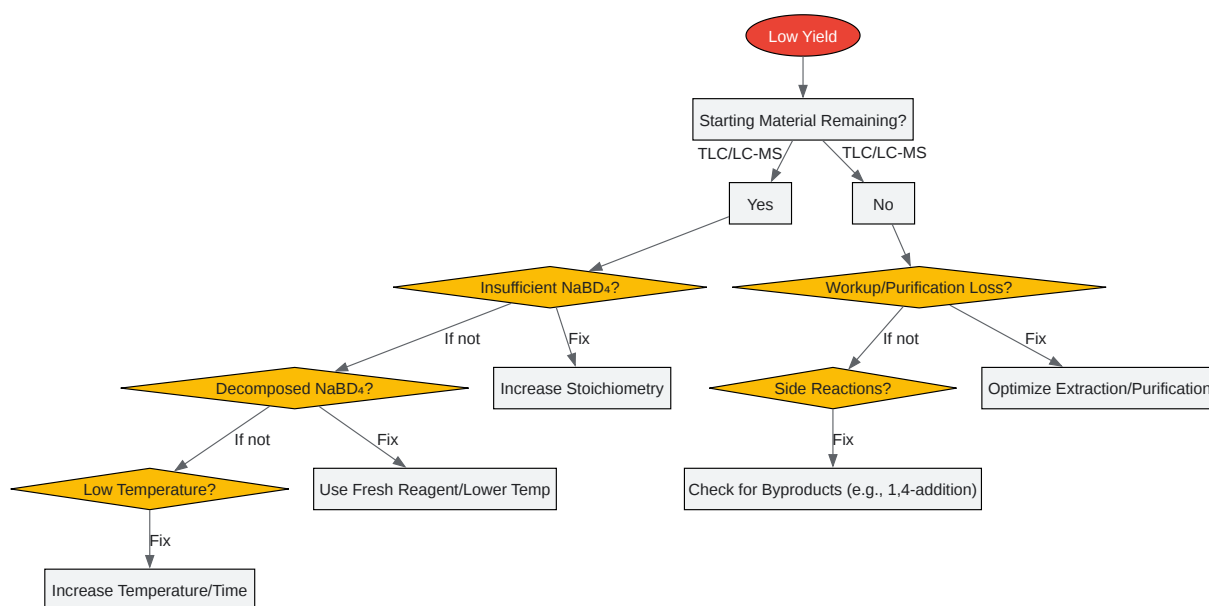 Low Yield
Starting Material Remaining?
TLC/LC-MS
TLC/LC-MS
Yes
No
Insufficient NaBD₄?
Workup/Purification Loss?
If not
Fix
If not
Fix
Decomposed NaBD₄?
Increase Stoichiometry
Side Reactions?
Optimize Extraction/Purification
If not
Fix
Fix
Low Temperature?
Use Fresh Reagent/Lower Temp
Check for Byproducts (e.g., 1,4-addition)
Fix
Increase Temperature/Time